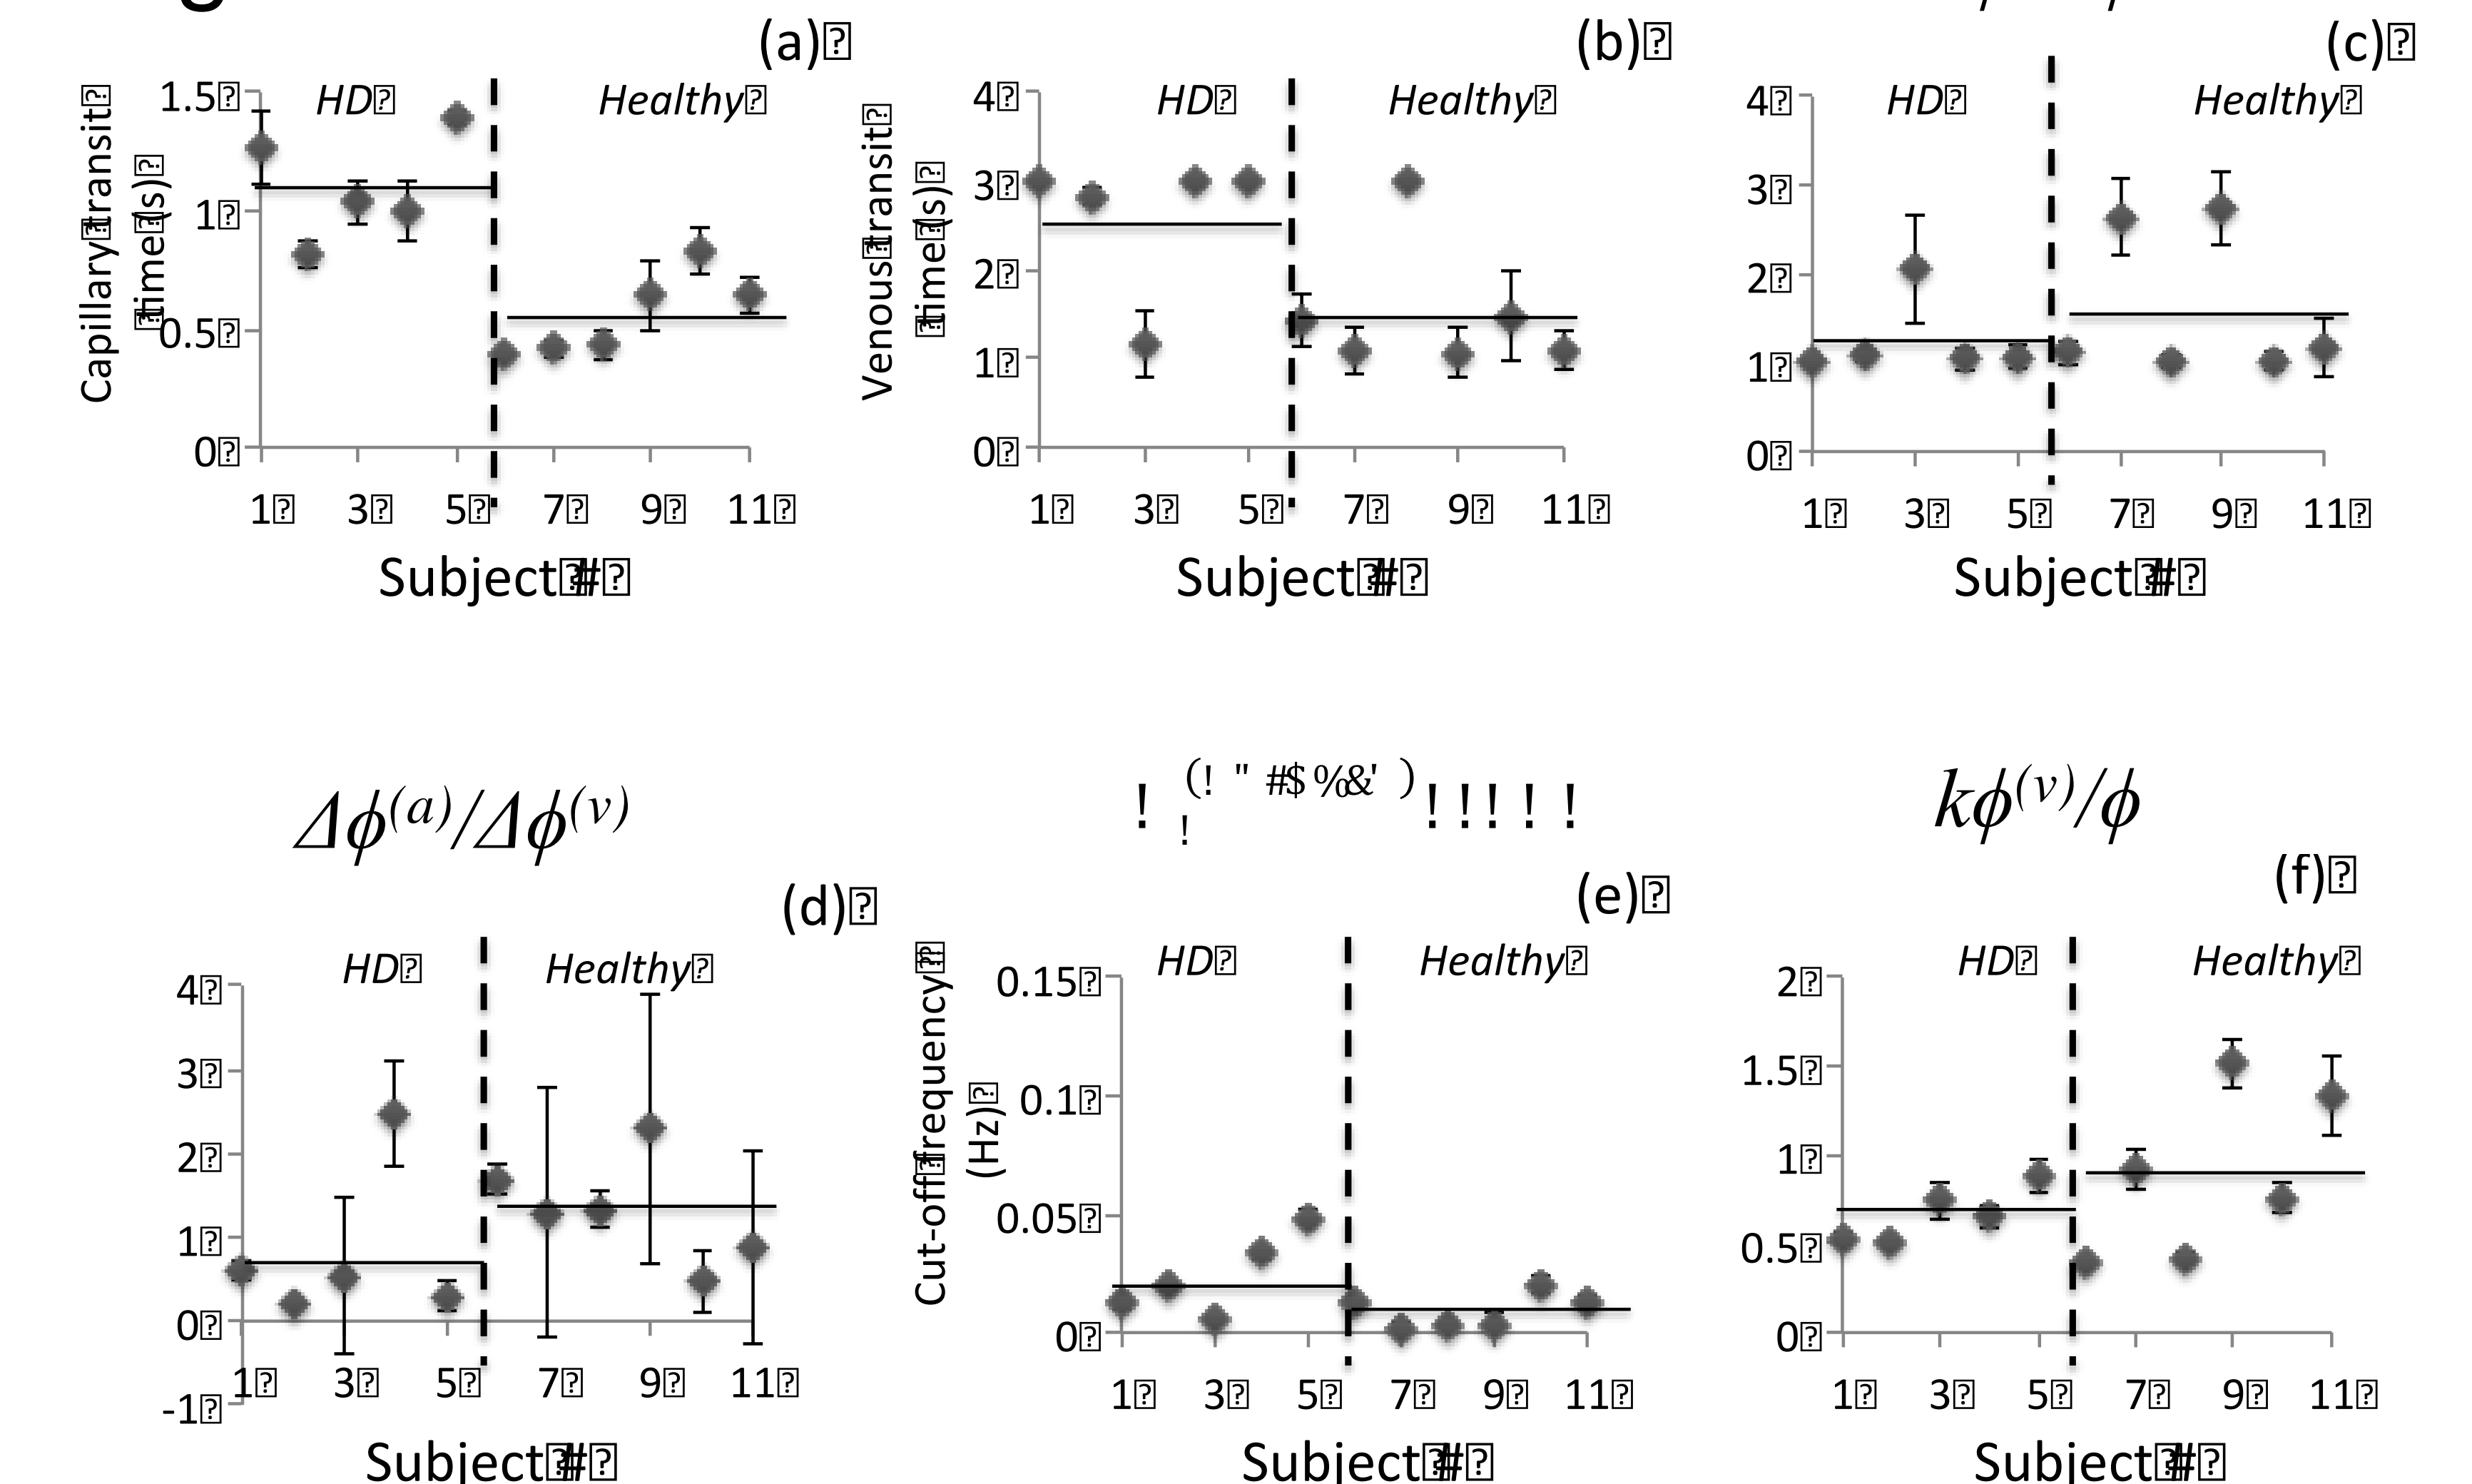 (a) (b) (c)
Capillary transit time (s)
1.5
1
0.5
0
HD Healthy
1 3 5 7 9 11
Subject #
Venous transit time (s)
4
3
2
1
0
HD Healthy
1 3 5 7 9 11
Subject #
4
3
2
1
0
HD Healthy
1 3 5 7 9 11
Subject #
Δϕ(a)/Δϕ(v)
(d)
4
3
2
1
0
-1
HD Healthy
1 3 5 7 9 11
Subject #
! (! " #$%&' ) ! ! ! ! !
!
(e)
Cut-off frequency (Hz)
0.15
0.1
0.05
0
HD Healthy
1 3 5 7 9 11
Subject #
kϕ(v)/ϕ
(f)
2
1.5
1
0.5
0
HD Healthy
1 3 5 7 9 11
Subject #